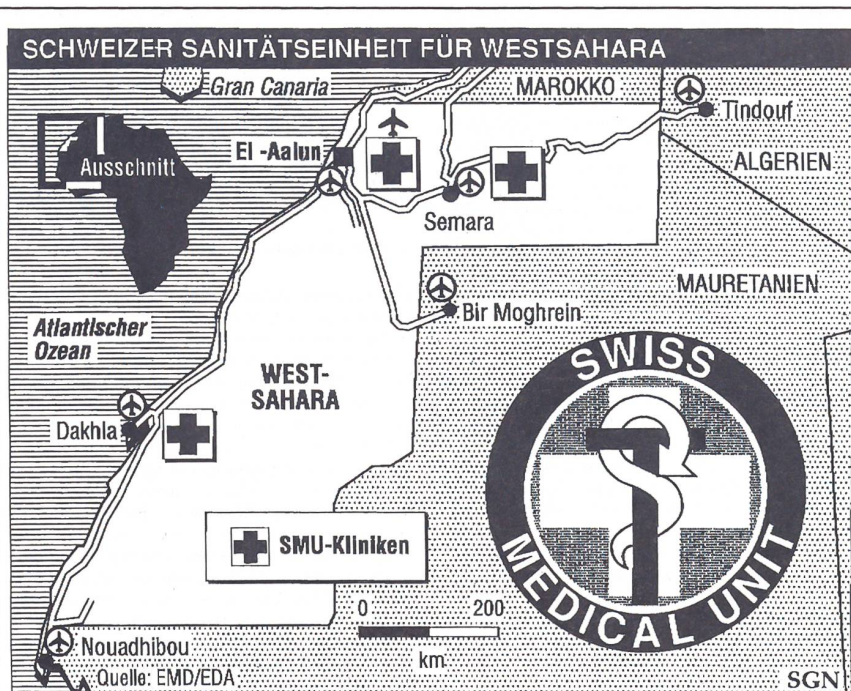 SCHWEIZER SANITÄTSEINHEIT FÜR WESTSAHARA
Gran Canaria
MAROKKO
Tindouf
Ausschnitt
El -Aalun
ALGERIEN
Semara
MAURETANIEN
Bir Moghrein
Atlantischer
Ozean
WEST-
SAHARA
Dakhla
SWISS
MEDICAL UNIT
SMU-Kliniken
0 200
km
Nouadhibou
Quelle: EMD/EDA
SGN